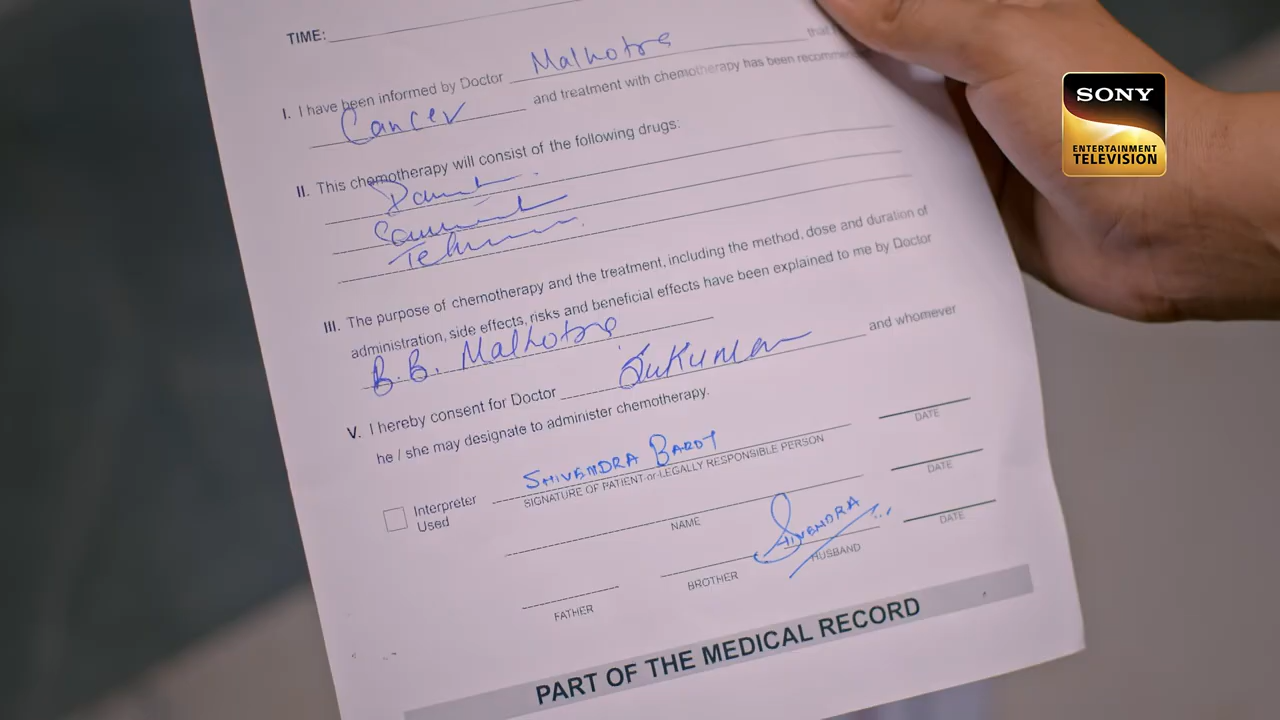 TIME:
I. I have been informed by Doctor Malhotra that
Cancer and treatment with chemotherapy has been recomme
II. This chemotherapy will consist of the following drugs:
III. The purpose of chemotherapy and the treatment, including the method, dose and duration of
administration, side effects, risks and beneficial effects have been explained to me by Doctor
B.B. Malhotra
V. I hereby consent for Doctor Sukumar and whomever
he / she may designate to administer chemotherapy.
SHIVENDRA BAROT
SIGNATURE OF PATIENT or LEGALLY RESPONSIBLE PERSON
DATE
Interpreter
Used
NAME
DATE
SHIVENDRA
FATHER
BROTHER
HUSBAND
DATE
PART OF THE MEDICAL RECORD
SONY
ENTERTAINMENT
TELEVISION